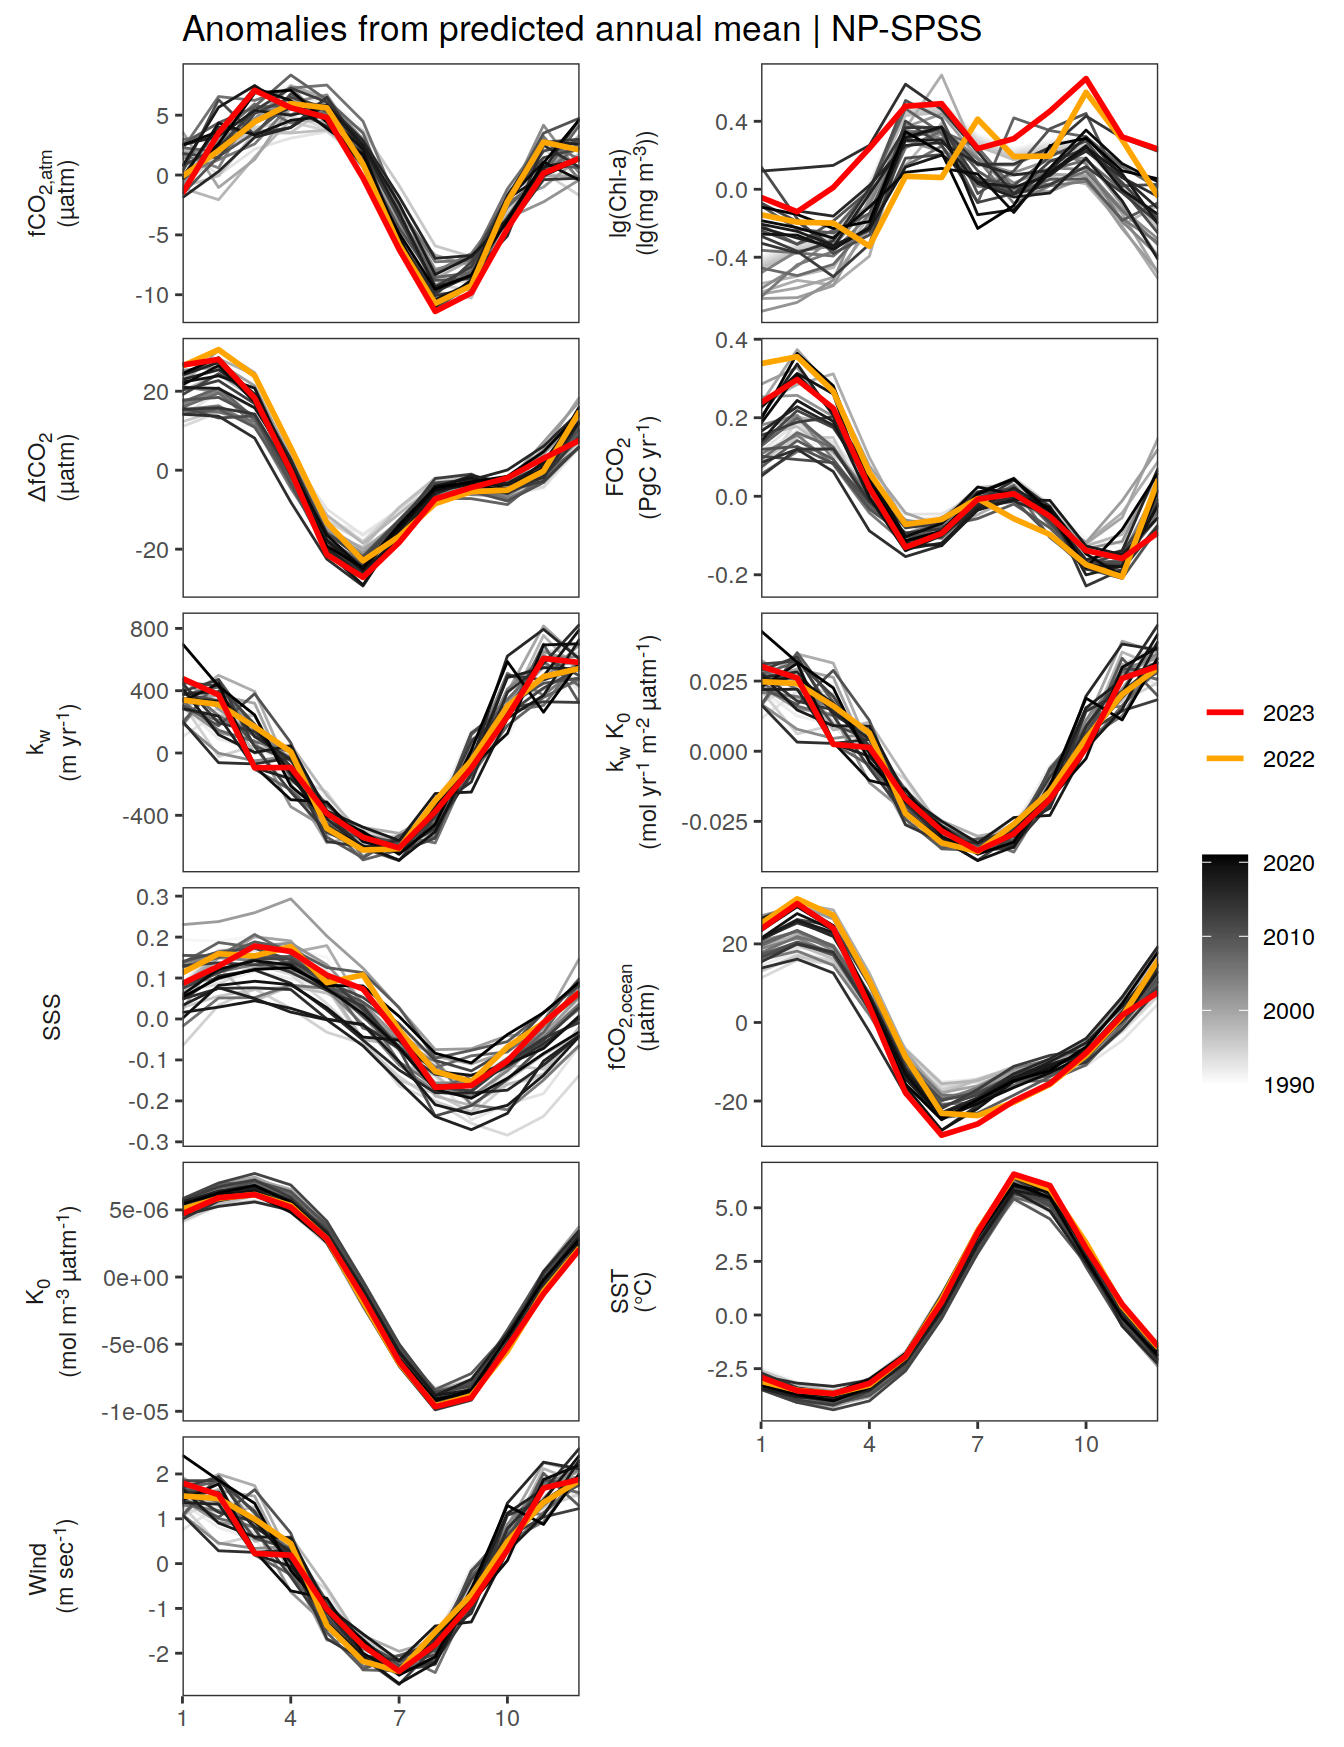 Anomalies from predicted annual mean | NP-SPSS
fCO2,atm
(µatm)
5
0
-5
-10
lg(Chl-a)
(lg(mg m-3))
0.4
0.0
-0.4
ΔfCO2
(µatm)
20
0
-20
FCO2
(PgC yr-1)
0.4
0.2
0.0
-0.2
kw
(m yr-1)
800
400
0
-400
kw K0
(mol yr-1 m-2 µatm-1)
0.025
0.000
-0.025
SSS
0.3
0.2
0.1
0.0
-0.1
-0.2
-0.3
fCO2,ocean
(µatm)
20
0
-20
K0
(mol m-3 µatm-1)
5e-06
0e+00
-5e-06
-1e-05
SST
(°C)
5.0
2.5
0.0
-2.5
1 4 7 10
Wind
(m sec-1)
2
1
0
-1
-2
1 4 7 10
2023
2022
2020
2010
2000
1990